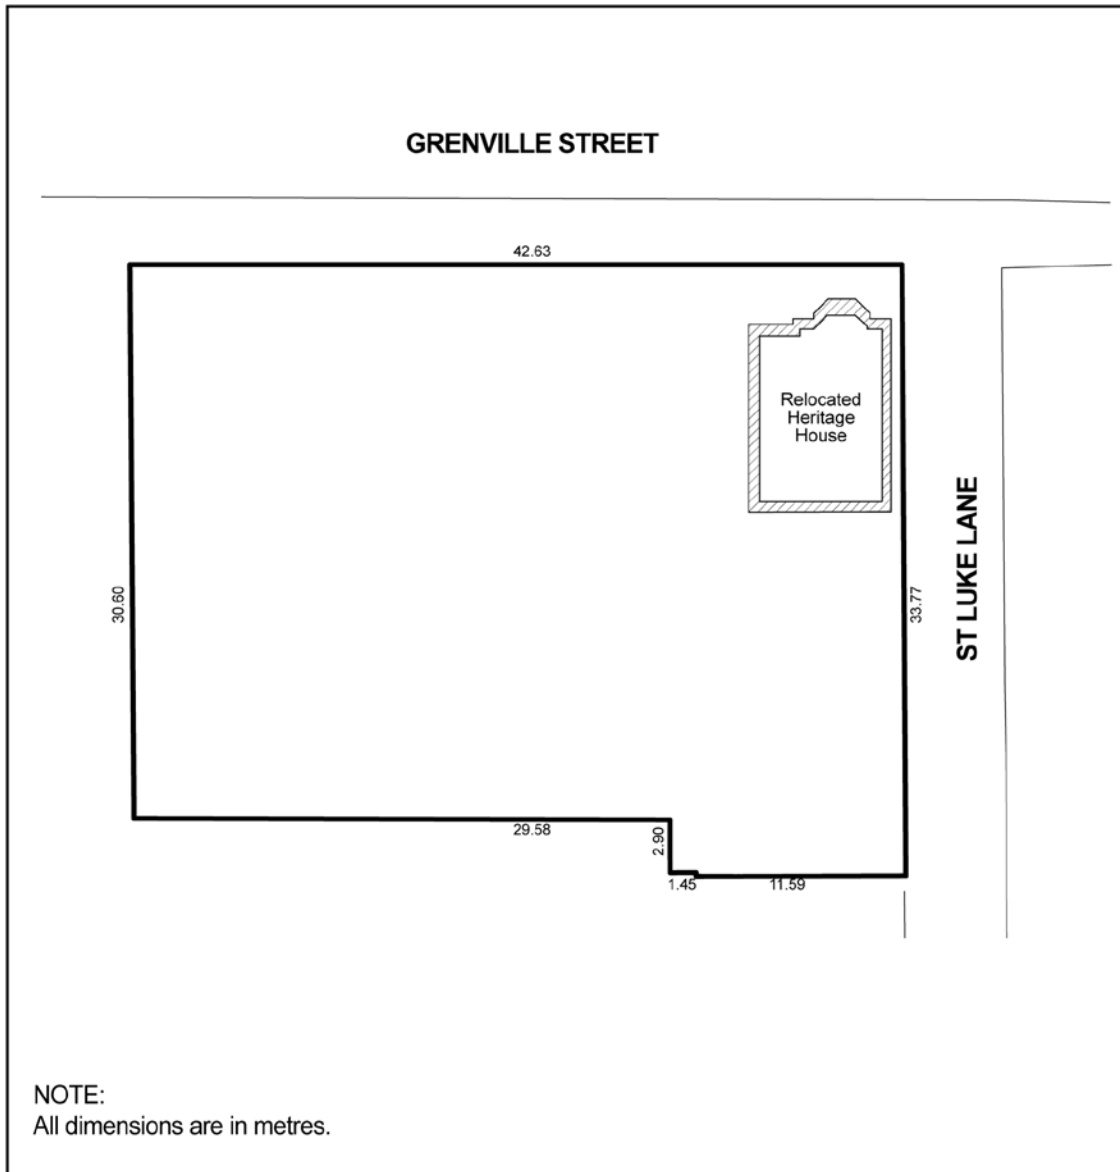 GRENVILLE STREET
42.63
Relocated
Heritage
House
30.60
33.77
ST LUKE LANE
29.58
2.90
1.45
11.59
NOTE:
All dimensions are in metres.